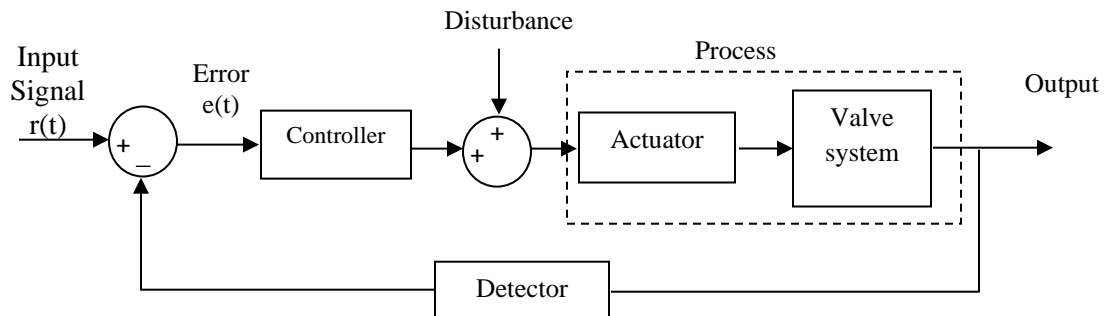 Disturbance
Process
Input
Signal
r(t)
Error
e(t)
Output
+
_
Controller
+
+
Actuator
Valve
system
Detector